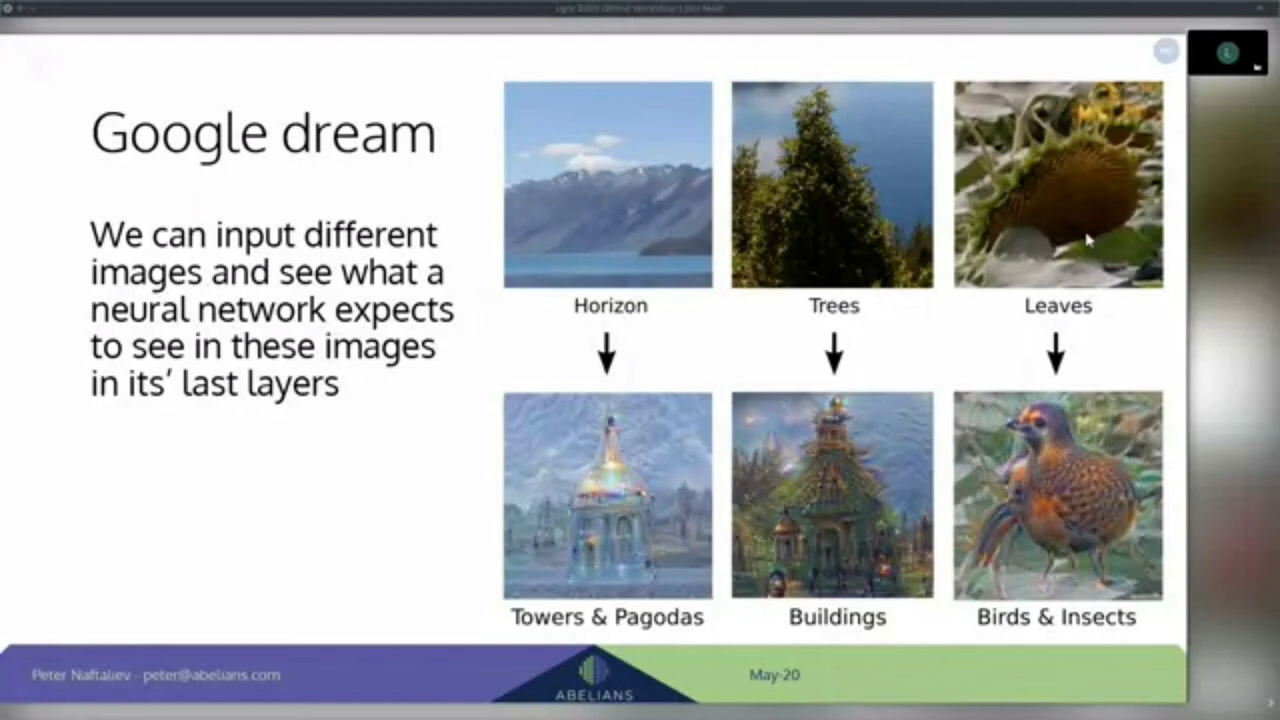 Google dream
We can input different
images and see what a
neural network expects
to see in these images
in its’ last layers
Horizon
Trees
Leaves
Towers & Pagodas
Buildings
Birds & Insects
Peter Naftaliev - peter@abelians.com
ABELIANS
May-20
L